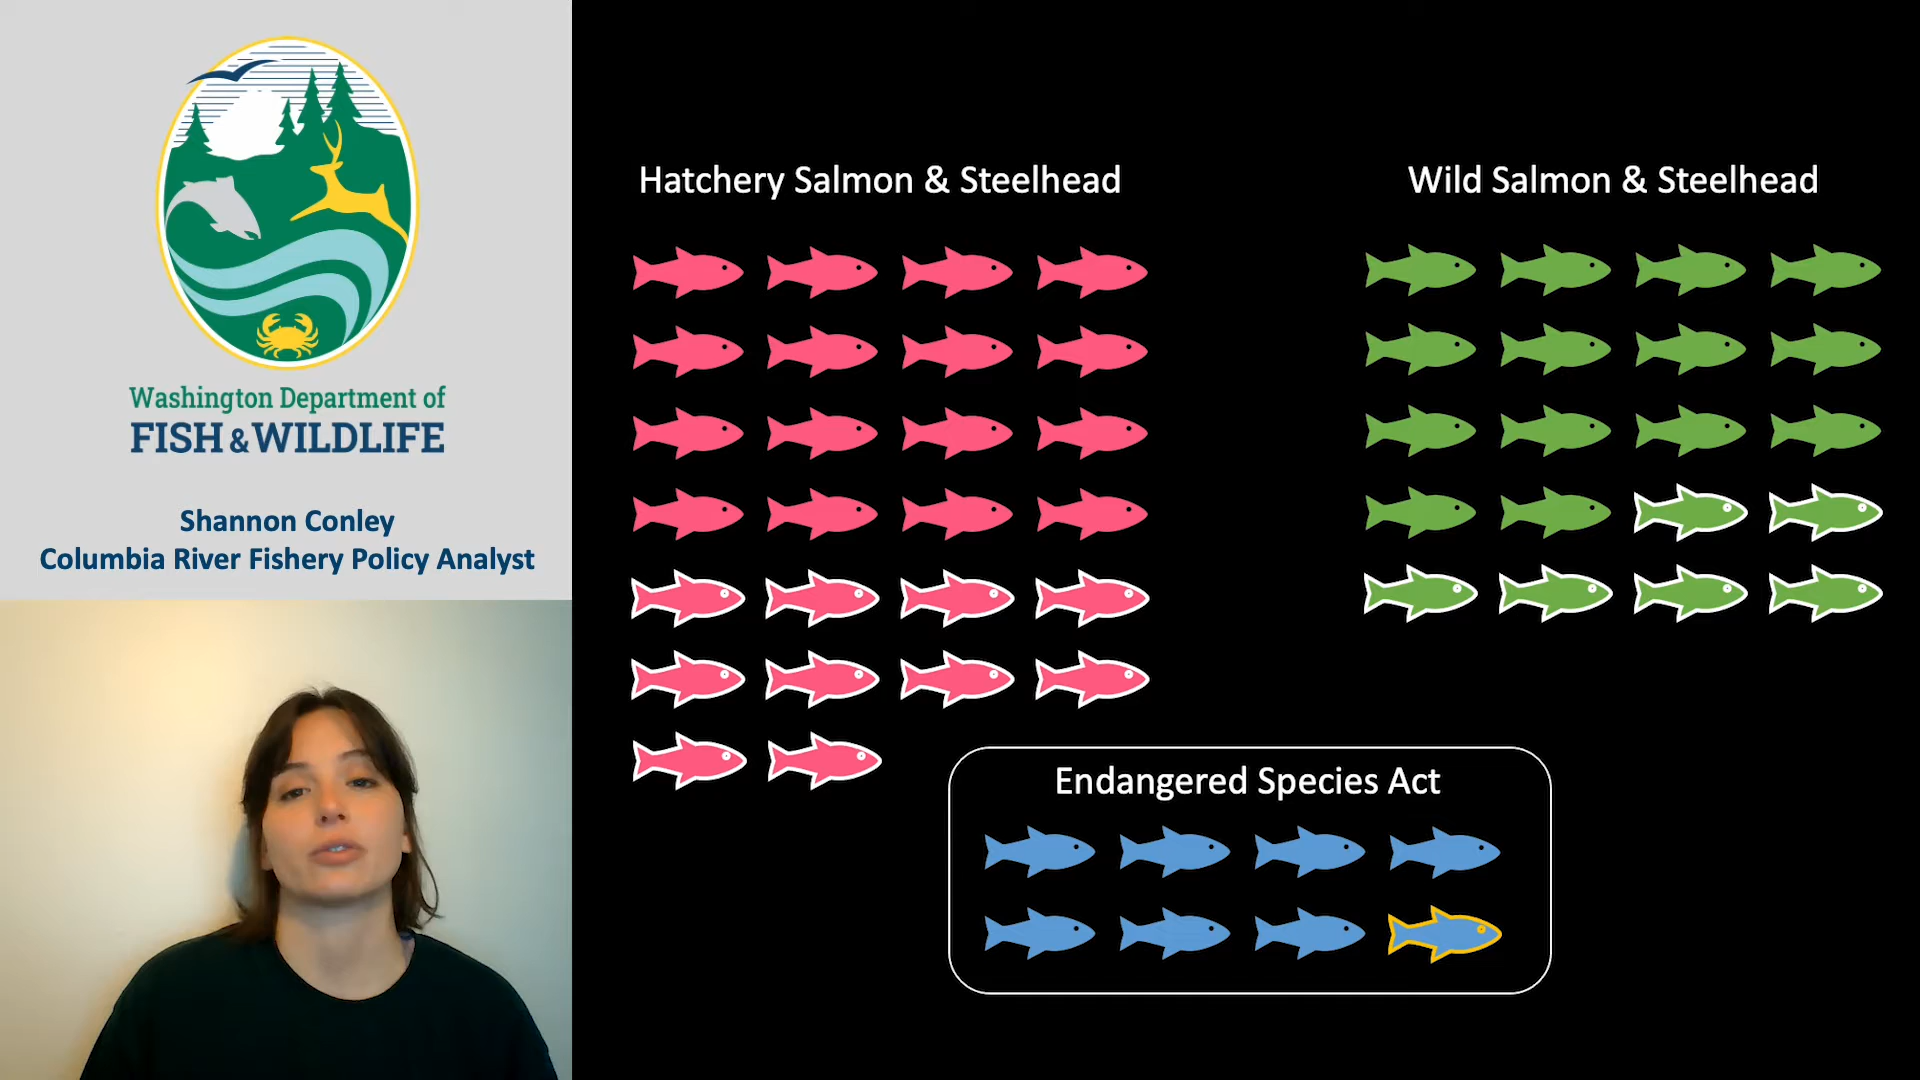 Washington Department of
FISH & WILDLIFE
Shannon Conley
Columbia River Fishery Policy Analyst
Hatchery Salmon & Steelhead
Wild Salmon & Steelhead
Endangered Species Act